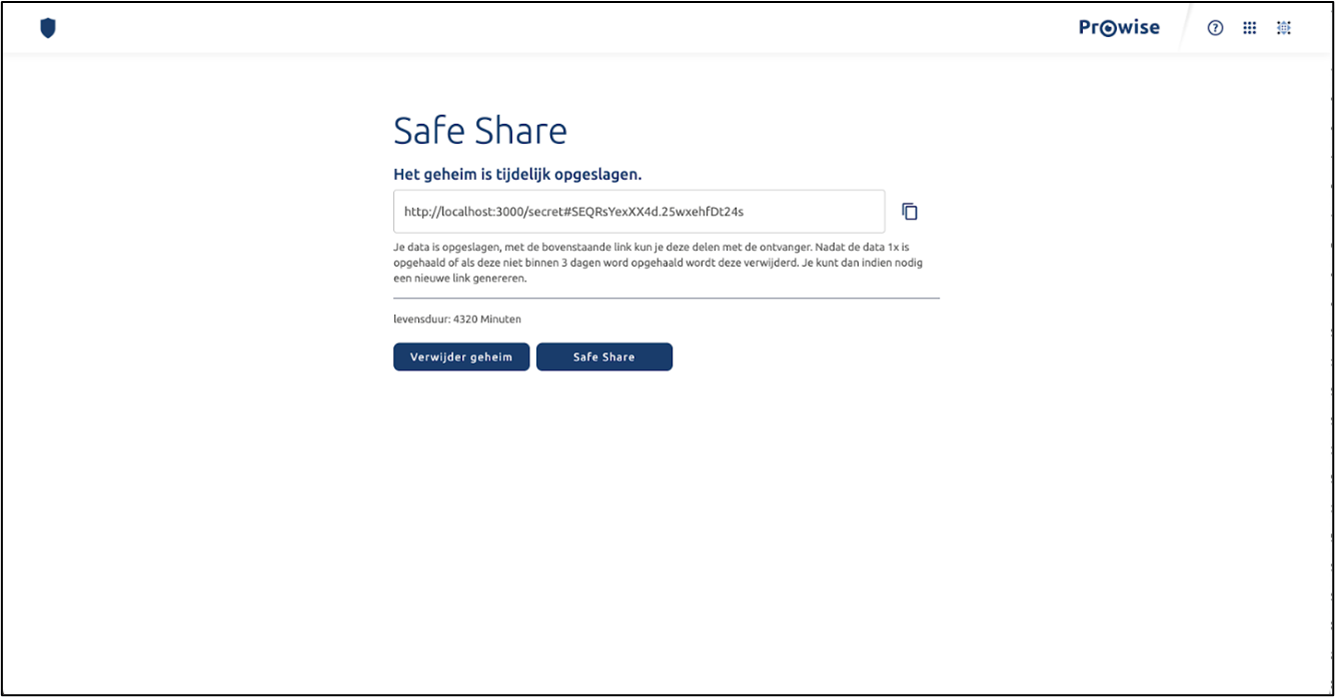 Prowise
Safe Share
Het geheim is tijdelijk opgeslagen.
http://localhost:3000/secret#SEQRsYexXX4d.25wxehfDt24s
Je data is opgeslagen, met de bovenstaande link kun je deze delen met de ontvanger. Nadat de data 1x is
opgehaald of als deze niet binnen 3 dagen word opgehaald wordt deze verwijderd. Je kunt dan indien nodig
een nieuwe link genereren.
levensduur: 4320 Minuten
Verwijder geheim
Safe Share